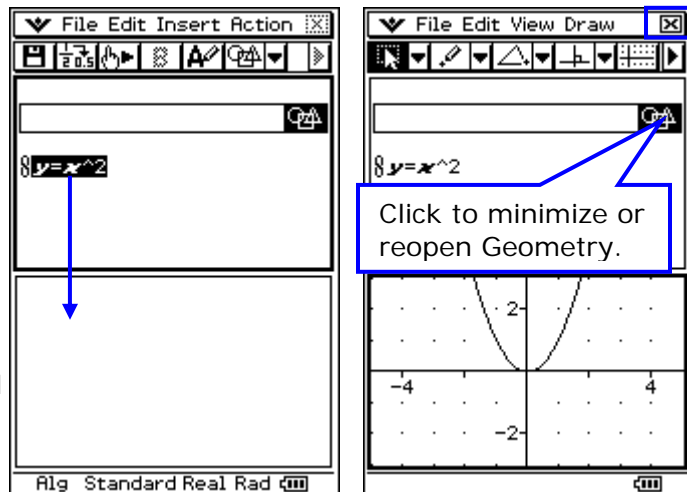 File Edit Insert Action
y=x^2
Alg Standard Real Rad
File Edit View Draw
y=x^2
Click to minimize or
reopen Geometry.
2
-4 4
-2